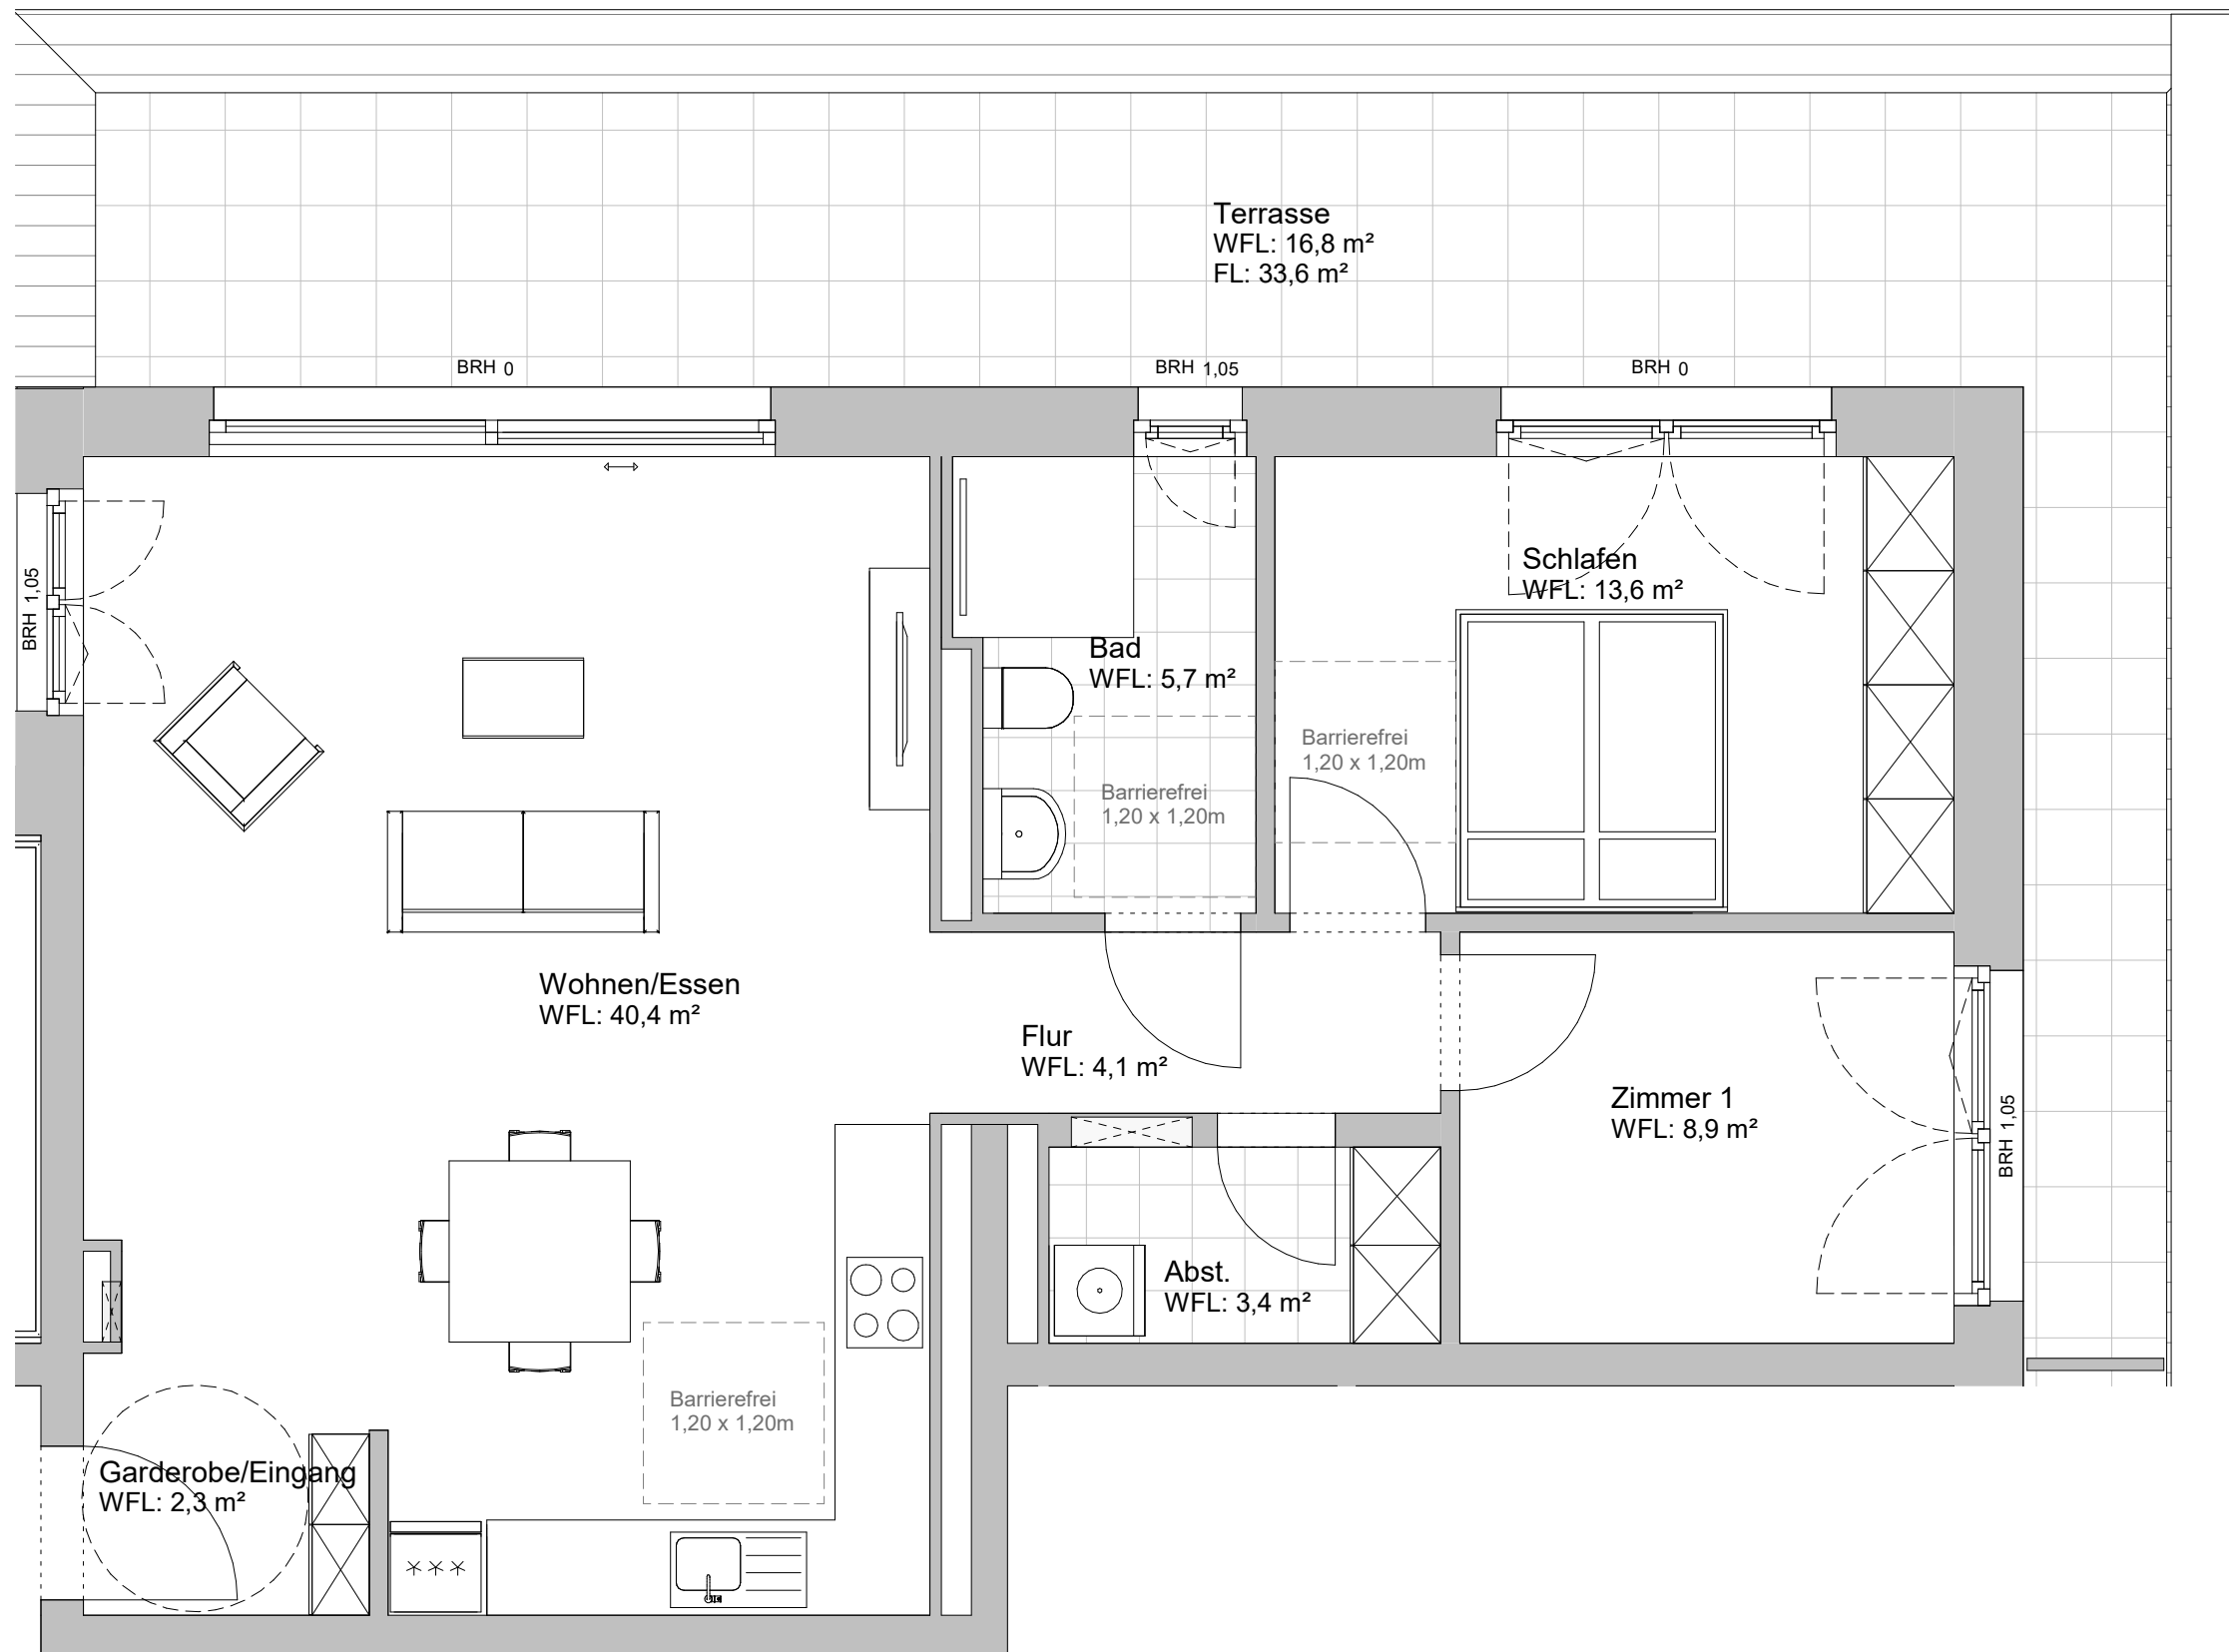 Terrasse
WFL: 16,8 m²
FL: 33,6 m²
BRH 0
BRH 1,05
BRH 0
BRH 1,05
Schlafen
WFL: 13,6 m²
Bad
WFL: 5,7 m²
Barrierefrei
1,20 x 1,20m
Barrierefrei
1,20 x 1,20m
Wohnen/Essen
WFL: 40,4 m²
Flur
WFL: 4,1 m²
Zimmer 1
WFL: 8,9 m²
BRH 1,05
Abst.
WFL: 3,4 m²
Barrierefrei
1,20 x 1,20m
Garderobe/Eingang
WFL: 2,3 m²